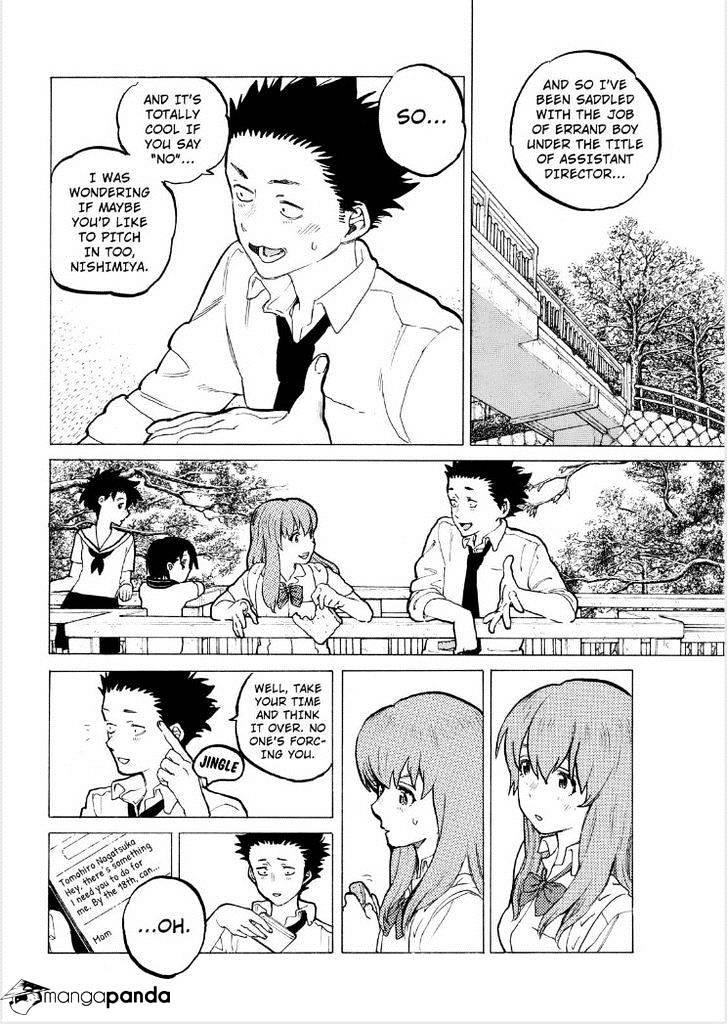 AND SO I'VE
BEEN SADDLED
WITH THE JOB
OF ERRAND BOY
UNDER THE TITLE
OF ASSISTANT
DIRECTOR...
SO...
AND IT'S
TOTALLY
COOL IF
YOU SAY
"NO"...
I WAS
WONDERING
IF MAYBE
YOU'D LIKE
TO PITCH
IN TOO,
NISHIMIYA.
WELL, TAKE
YOUR TIME
AND THINK
IT OVER. NO
ONE'S FORC-
ING YOU.
JINGLE
Tomohiro Nagatsuka
Hey, there's something
I need you to do for
me. By the 18th, can...
Mom
...OH.
mangapanda